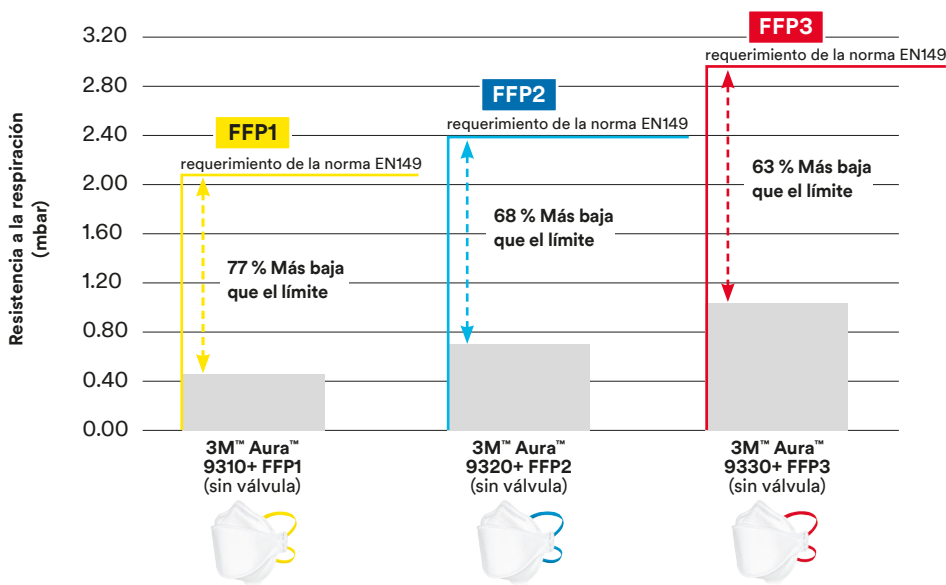 Resistencia a la respiración
(mbar)
3.20
2.80
2.40
2.00
1.60
1.20
0.80
0.40
0.00
FFP1
requerimiento de la norma EN149
77 % Más baja
que el límite
FFP2
requerimiento de la norma EN149
68 % Más baja
que el límite
FFP3
requerimiento de la norma EN149
63 % Más baja
que el límite
3M™ Aura™
9310+ FFP1
(sin válvula)
3M™ Aura™
9320+ FFP2
(sin válvula)
3M™ Aura™
9330+ FFP3
(sin válvula)